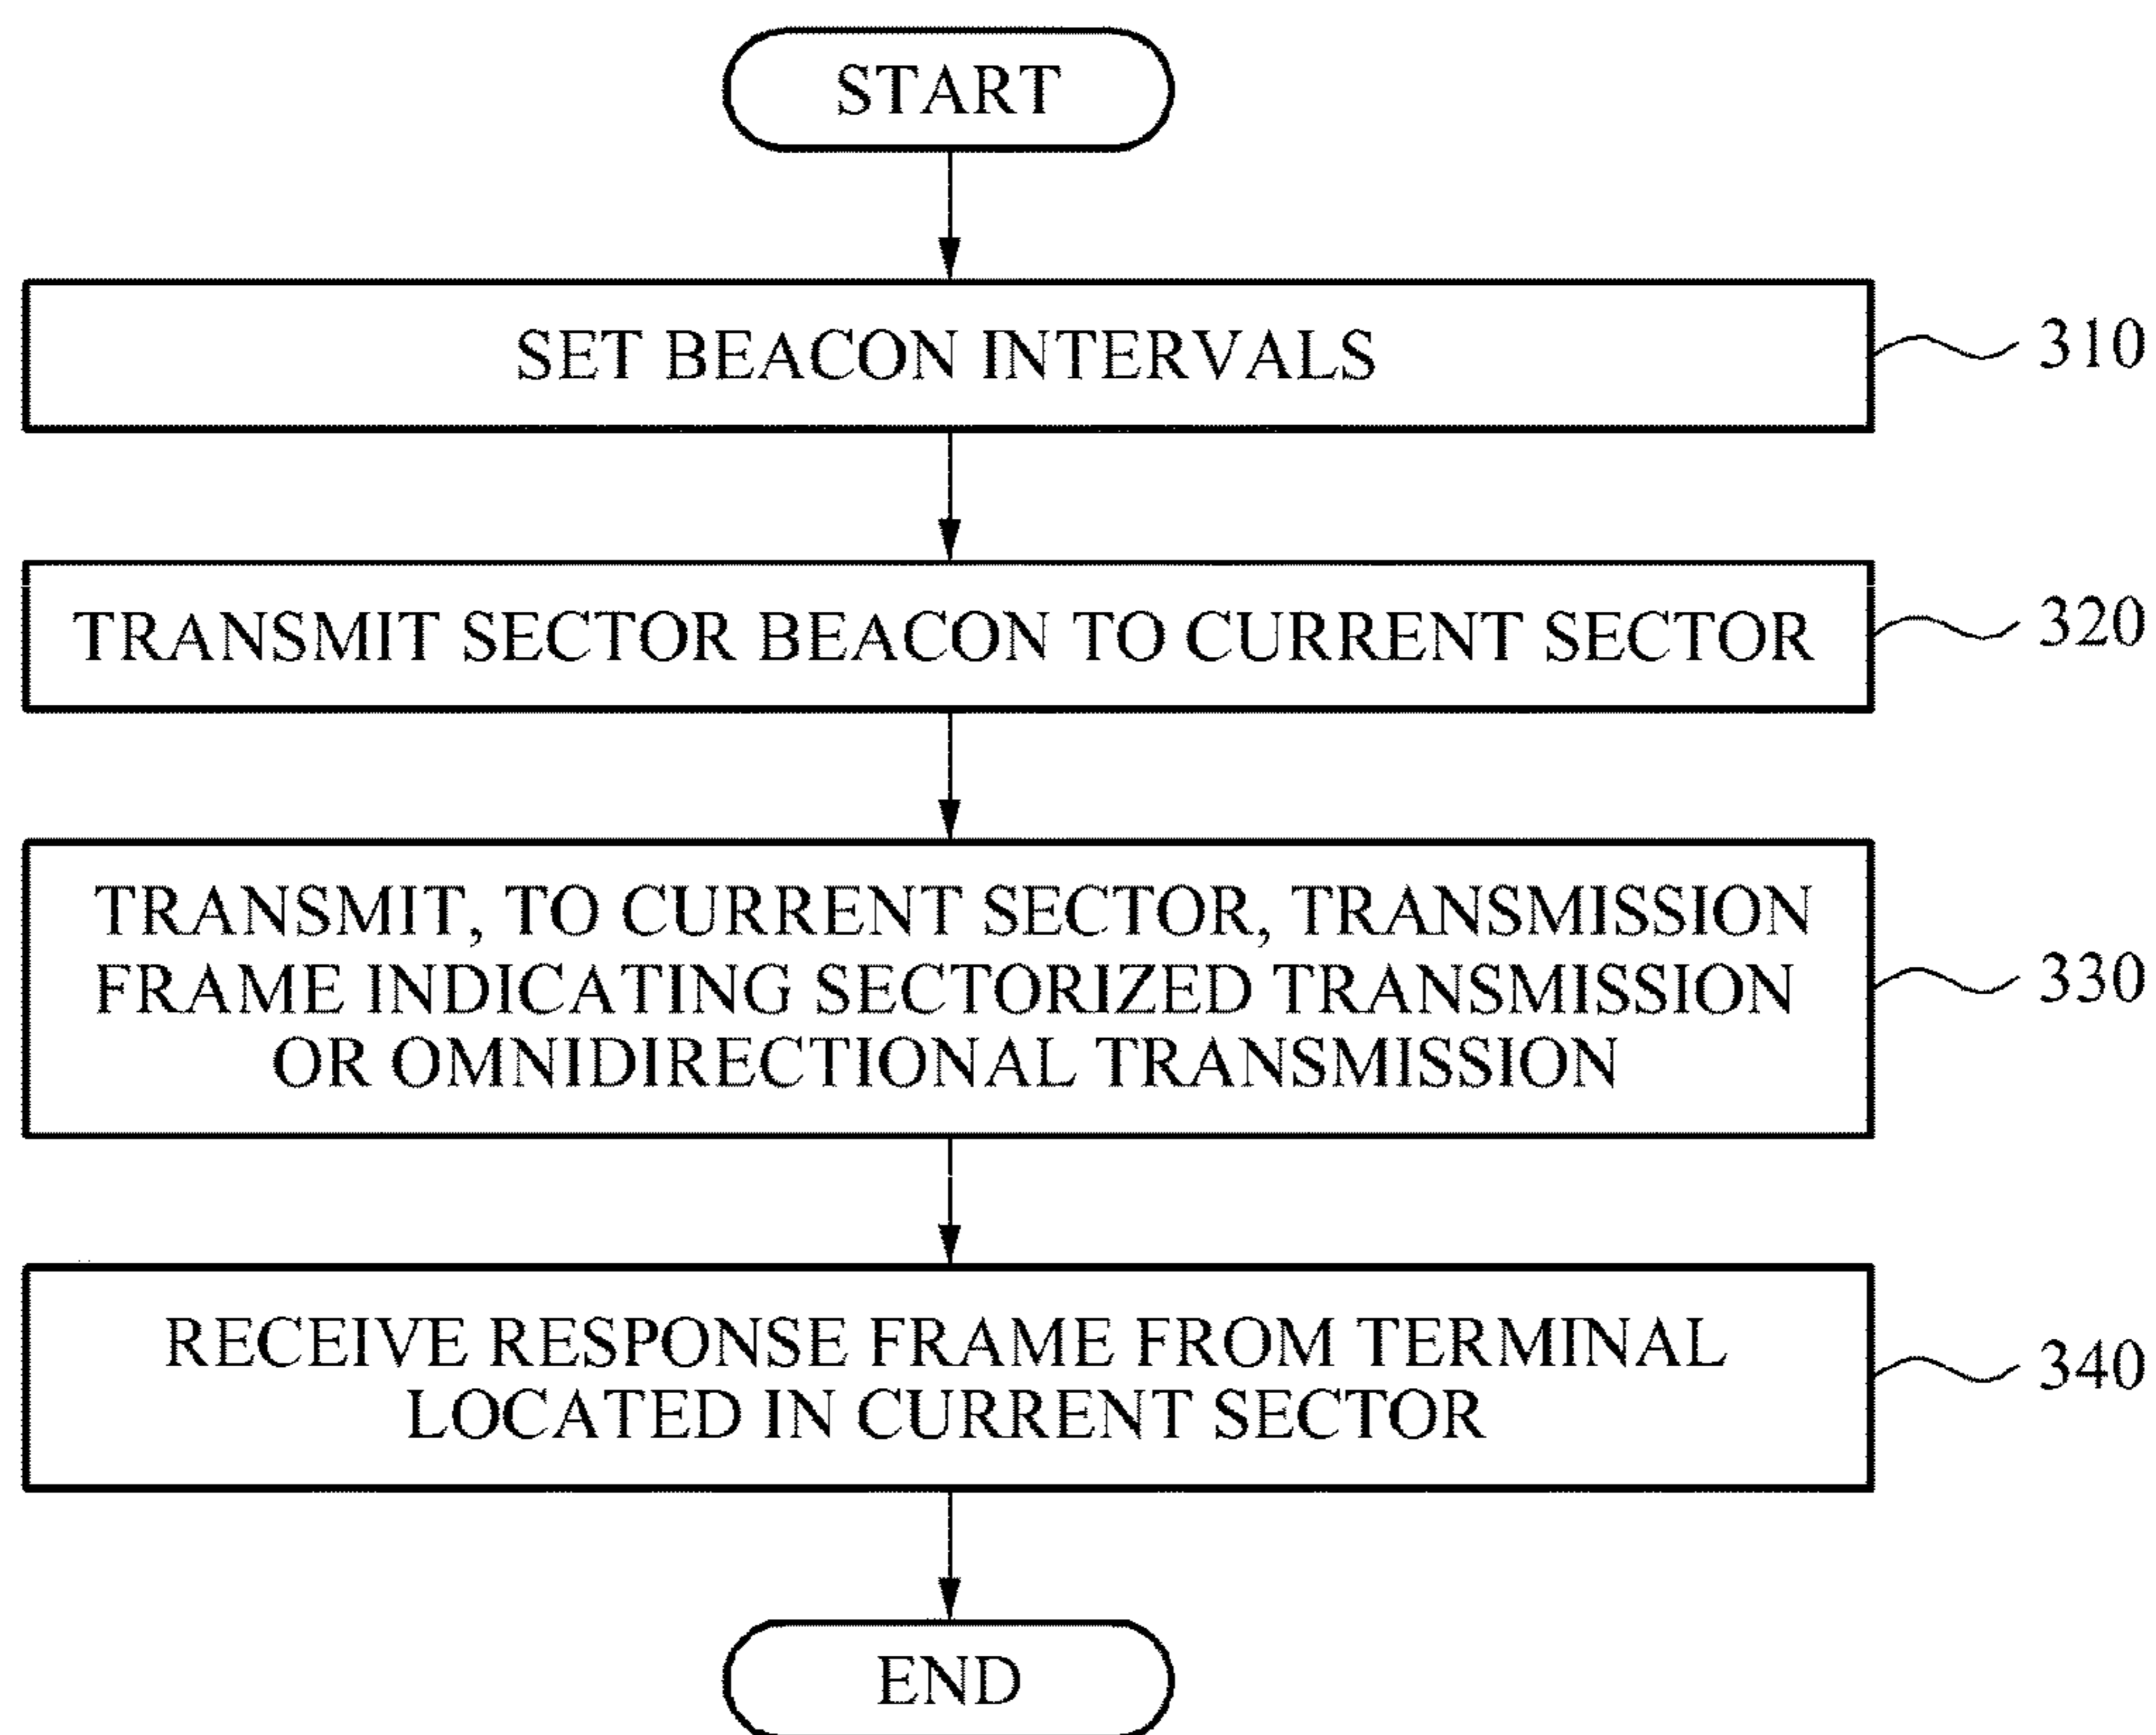 START
SET BEACON INTERVALS
310
TRANSMIT SECTOR BEACON TO CURRENT SECTOR
320
TRANSMIT, TO CURRENT SECTOR, TRANSMISSION
FRAME INDICATING SECTORIZED TRANSMISSION
OR OMNIDIRECTIONAL TRANSMISSION
330
RECEIVE RESPONSE FRAME FROM TERMINAL
LOCATED IN CURRENT SECTOR
340
END